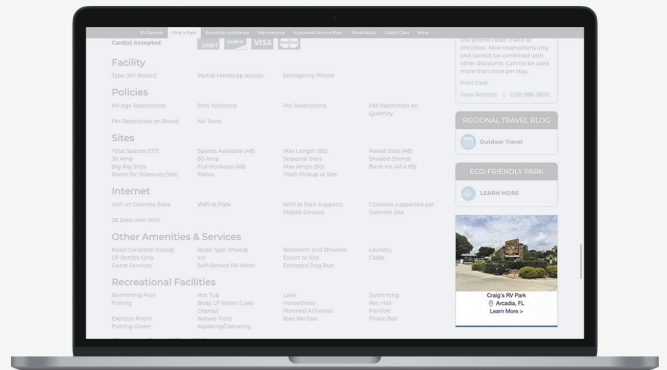 RV Rentals Find a Park Roadside Assistance Membership Extended Service Plan TravelAssist Credit Card More
Card(s) Accepted
DEBIT VISA
Facility
Type (RV Resort) Partial Handicap Access Emergency Phone
Policies
RV Age Restrictions Pets Welcome Pet Restrictions Pet Restriction on
Quantity
Pet Restriction on Breed No Tents
Sites
Total Spaces (137) Spaces Available (48) Max Length (85) Paved Sites (48)
30 Amp 50 Amp Seasonal Sites Shaded (Some)
Big Rig Sites Full Hookups (48) Max Amps (50) Back-Ins (45 x 85)
Room for Slideouts (Yes) Patios Trash Pickup at Site
Internet
WiFi at Overnite Sites WiFi at Park WiFi at Park Supports 1 Devices supported per
Mobile Devices Overnite Site
28 Sites with WiFi
Other Amenities & Services
Road Condition (Good) Road Type (Paved) Restroom and Showers Laundry
LP Bottles Only Ice Escort to Site Cable
Guest Services Self-Service RV Wash Enclosed Dog Run
Recreational Facilities
Swimming Pool Hot Tub Lake Swimming
Fishing Body Of Water (Lake Horseshoes Rec Hall
Osprey) Planned Activities Pavilion
Exercise Room Nature Trails Bike Rentals Pickle Ball
Putting Green Kayaking/Canoeing
use promo code, IFREE at
checkout. New reservations only
and cannot be combined with
other discounts. Cannot be used
more than once per stay.
Print Deal
View Website |
REGIONAL TRAVEL BLOG
Outdoor Travel
ECO-FRIENDLY PARK
LEARN MORE
Craig's RV Park
Arcadia, FL
Learn More >